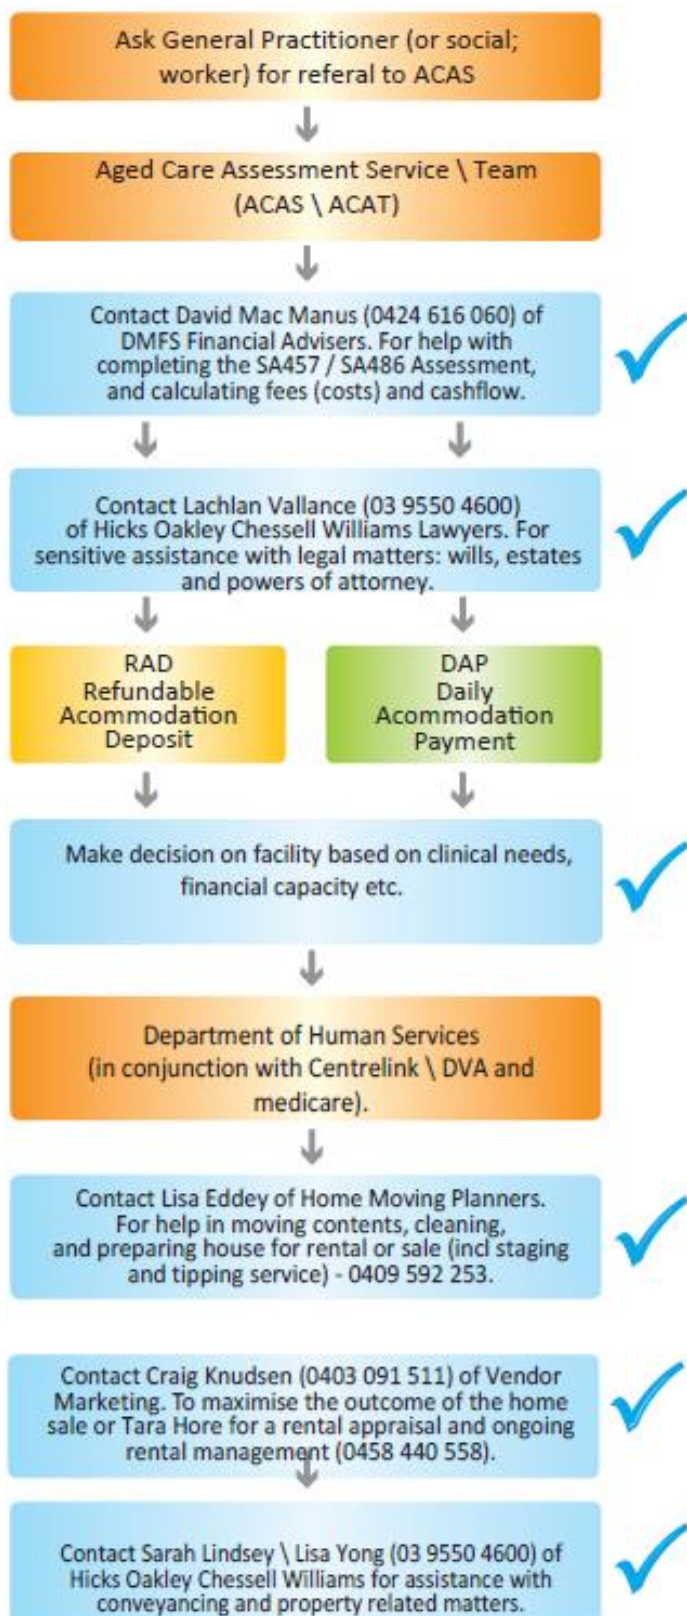 Ask General Practitioner (or social;
worker) for referal to ACAS
Aged Care Assessment Service \ Team
(ACAS \ ACAT)
Contact David Mac Manus (0424 616 060) of
DMFS Financial Advisers. For help with
completing the SA457 / SA486 Assessment,
and calculating fees (costs) and cashflow.
Contact Lachlan Vallance (03 9550 4600)
of Hicks Oakley Chessell Williams Lawyers. For
sensitive assistance with legal matters: wills, estates
and powers of attorney.
RAD
Refundable
Acommodation
Deposit
DAP
Daily
Acommodation
Payment
Make decision on facility based on clinical needs,
financial capacity etc.
Department of Human Services
(in conjunction with Centrelink \ DVA and
medicare).
Contact Lisa Eddey of Home Moving Planners.
For help in moving contents, cleaning,
and preparing house for rental or sale (incl staging
and tipping service) - 0409 592 253.
Contact Craig Knudsen (0403 091 511) of Vendor
Marketing. To maximise the outcome of the home
sale or Tara Hore for a rental appraisal and ongoing
rental management (0458 440 558).
Contact Sarah Lindsey \ Lisa Yong (03 9550 4600) of
Hicks Oakley Chessell Williams for assistance with
conveyancing and property related matters.